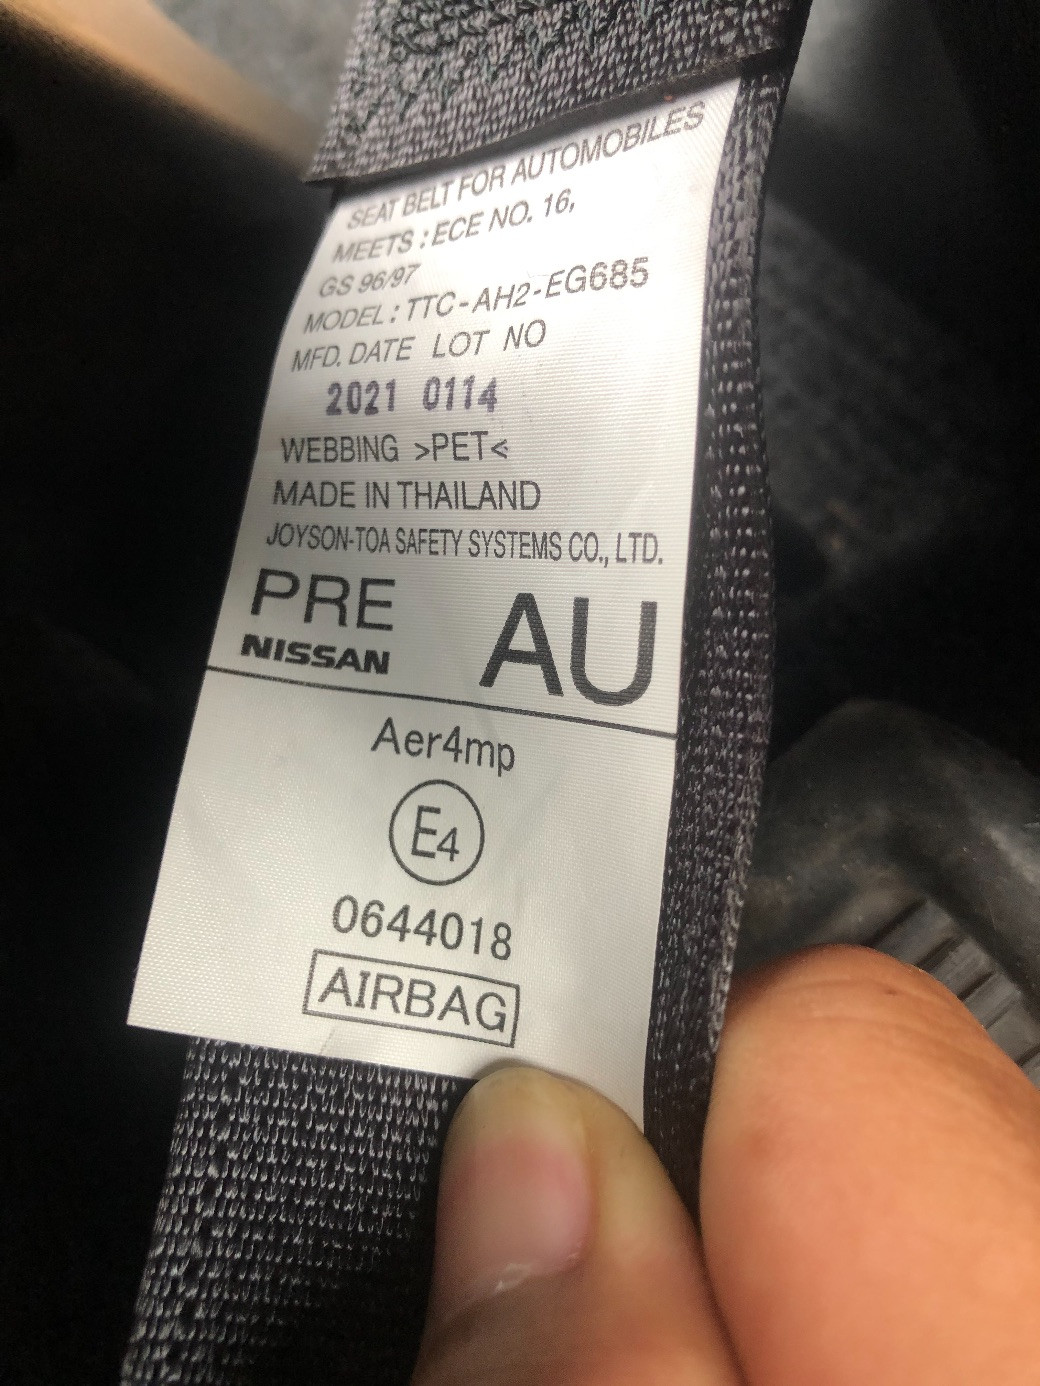 SEAT BELT FOR AUTOMOBILES
MEETS : ECE NO. 16,
GS 96/97
MODEL : TTC-AH2-EG685
MFD. DATE LOT NO
2021 0114
WEBBING >PET<
MADE IN THAILAND
JOYSON-TOA SAFETY SYSTEMS CO., LTD.
PRE AU
NISSAN
Aer4mp
E4
0644018
AIRBAG